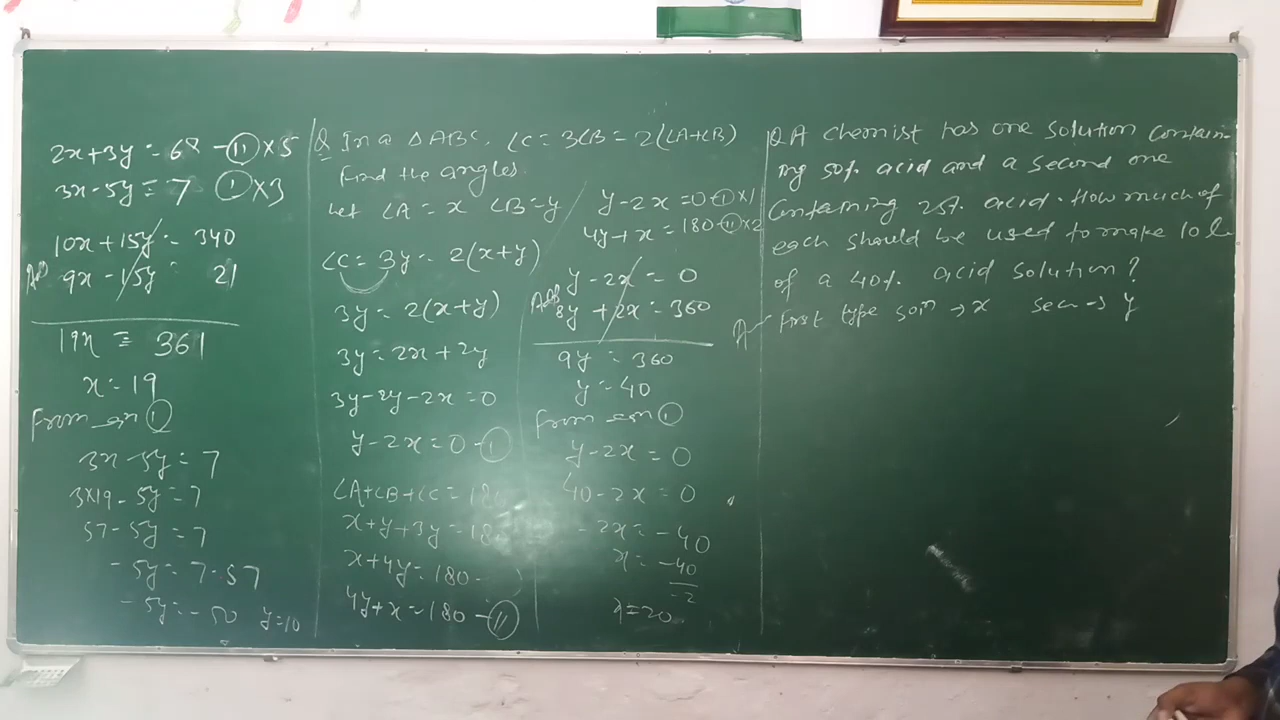 2x+3y = 68 - II × 5
3x-5y = 7 I × 3
10x+15y = 340
9x - 15y = 21
19x = 361
x = 19
From eqn I
3x - 5y = 7
3×19 - 5y = 7
57 - 5y = 7
-5y = 7-57
-5y = -50 y=10
Q In a △ABC, ∠C = 3∠B = 2(∠A+∠B)
Find the angles
Let ∠A = x ∠B = y
∠C = 3y = 2(x+y)
3y = 2(x+y)
3y = 2x + 2y
3y-2y-2x = 0
y-2x = 0 - I
∠A+∠B+∠C = 180
x+y+3y = 180
x+4y = 180
4y+x = 180 - II
y-2x = 0 - I × 1
4y+x = 180 - II × 2
y-2x = 0
Add 8y + 2x = 360
9y = 360
y = 40
From eqn I
y-2x = 0
40-2x = 0
-2x = -40
x = -40
-2
x = 20
Q A chemist has one solution contain-
ing 50% acid and a second one
containing 25% acid. How much of
each should be used to make 10 L
of a 40% acid solution?
First type soln → x sec → y